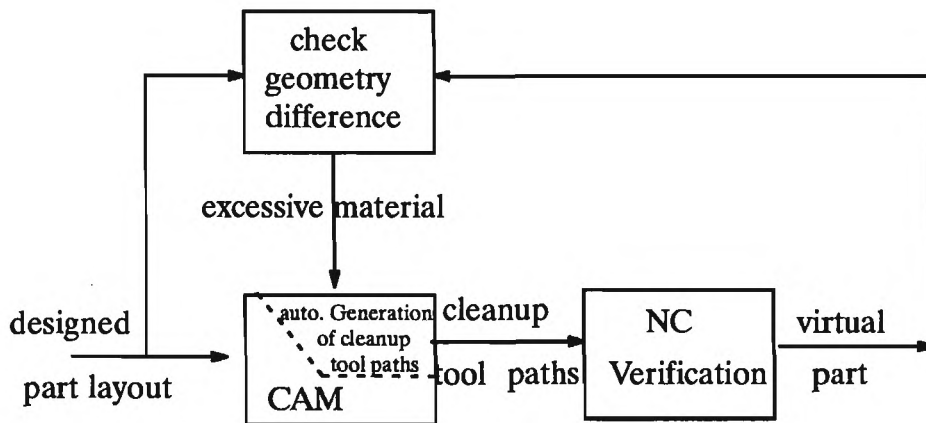 check
geometry
difference
excessive material
designed
part layout
auto. Generation
of cleanup
tool paths
CAM
cleanup
tool paths
NC
Verification
virtual
part